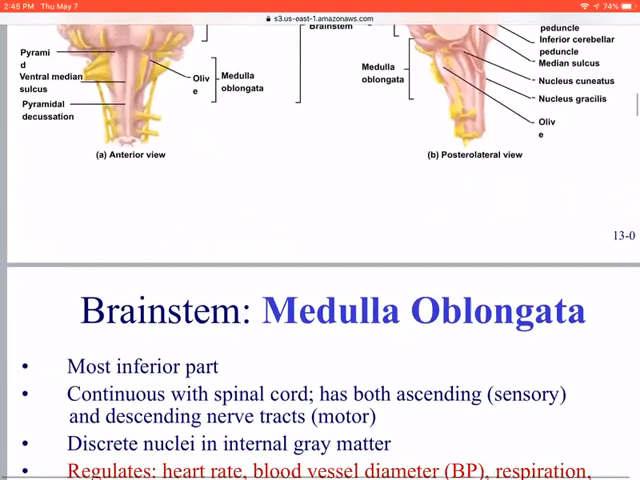 2:45 PM Thu May 7
74%
s3.us-east-1.amazonaws.com
Pyrami
d
Ventral median
sulcus
Pyramidal
decussation
Oliv
e
Medulla
oblongata
(a) Anterior view
Brainstem
Medulla
oblongata
peduncle
Inferior cerebellar
peduncle
Median sulcus
Nucleus cuneatus
Nucleus gracilis
Oliv
e
(b) Posterolateral view
13-0
Brainstem: Medulla Oblongata
• Most inferior part
• Continuous with spinal cord; has both ascending (sensory)
and descending nerve tracts (motor)
• Discrete nuclei in internal gray matter
• Regulates: heart rate, blood vessel diameter (BP), respiration,